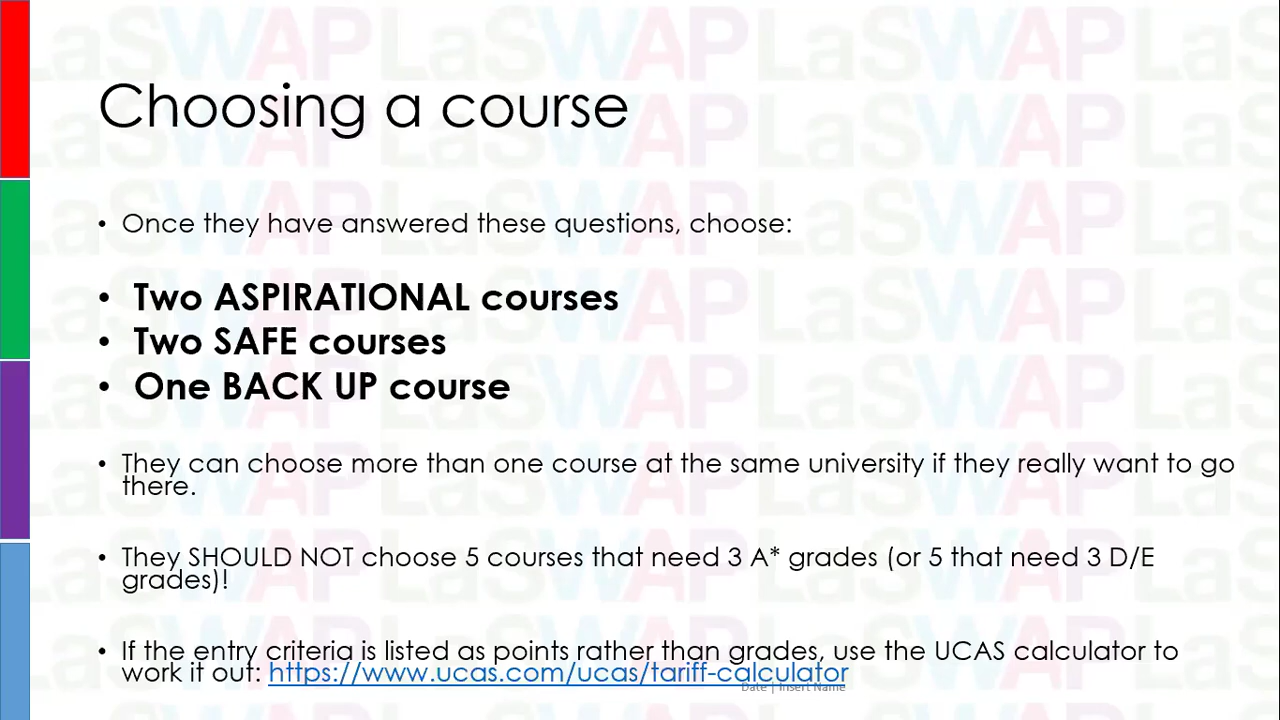 Choosing a course
• Once they have answered these questions, choose:
• Two ASPIRATIONAL courses
• Two SAFE courses
• One BACK UP course
• They can choose more than one course at the same university if they really want to go
there.
• They SHOULD NOT choose 5 courses that need 3 A* grades (or 5 that need 3 D/E
grades)!
• If the entry criteria is listed as points rather than grades, use the UCAS calculator to
work it out: https://www.ucas.com/ucas/tariff-calculator
Date | Insert Name